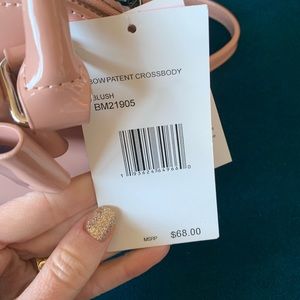 BOW PATENT CROSSBODY
BLUSH
BM21905
MSRP $68.00